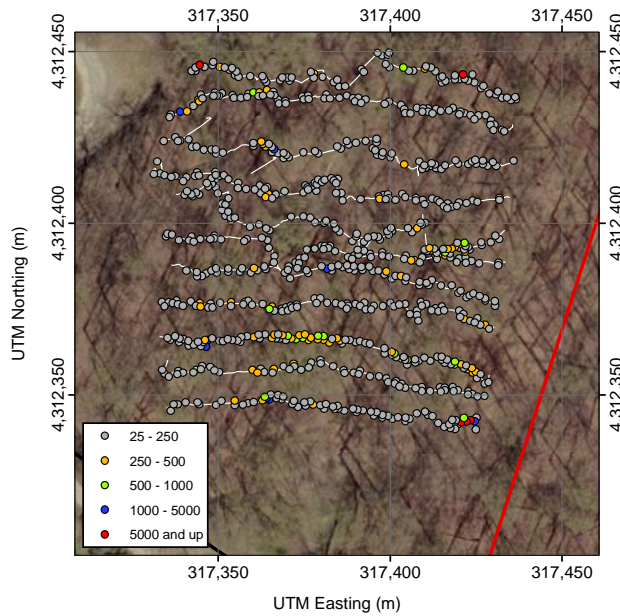 317,350
317,400
317,450
4,312,450
4,312,450
4,312,400
4,312,400
4,312,350
4,312,350
UTM Northing (m)
25 - 250
250 - 500
500 - 1000
1000 - 5000
5000 and up
317,350
317,400
317,450
UTM Easting (m)